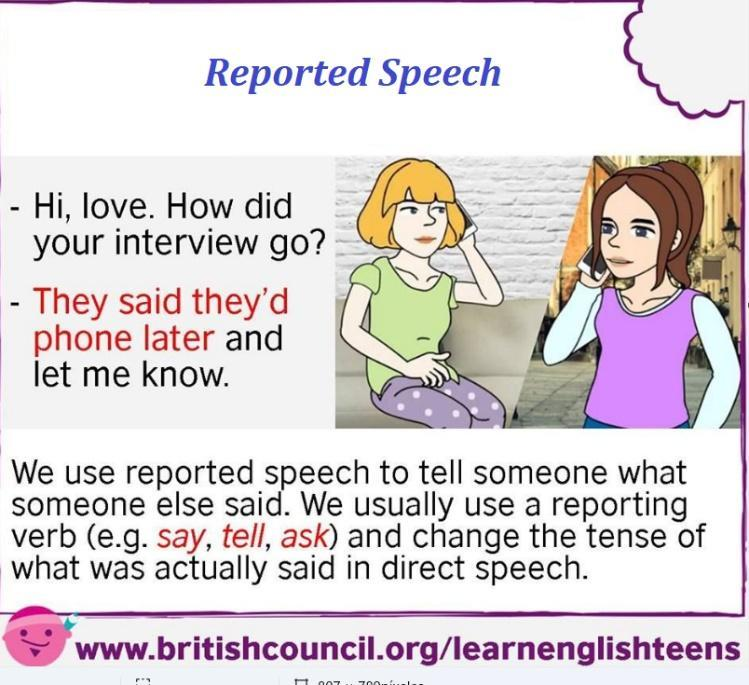 Reported Speech
- Hi, love. How did
your interview go?
- They said they’d
phone later and
let me know.
We use reported speech to tell someone what
someone else said. We usually use a reporting
verb (e.g. say, tell, ask) and change the tense of
what was actually said in direct speech.
www.britishcouncil.org/learnenglishteens